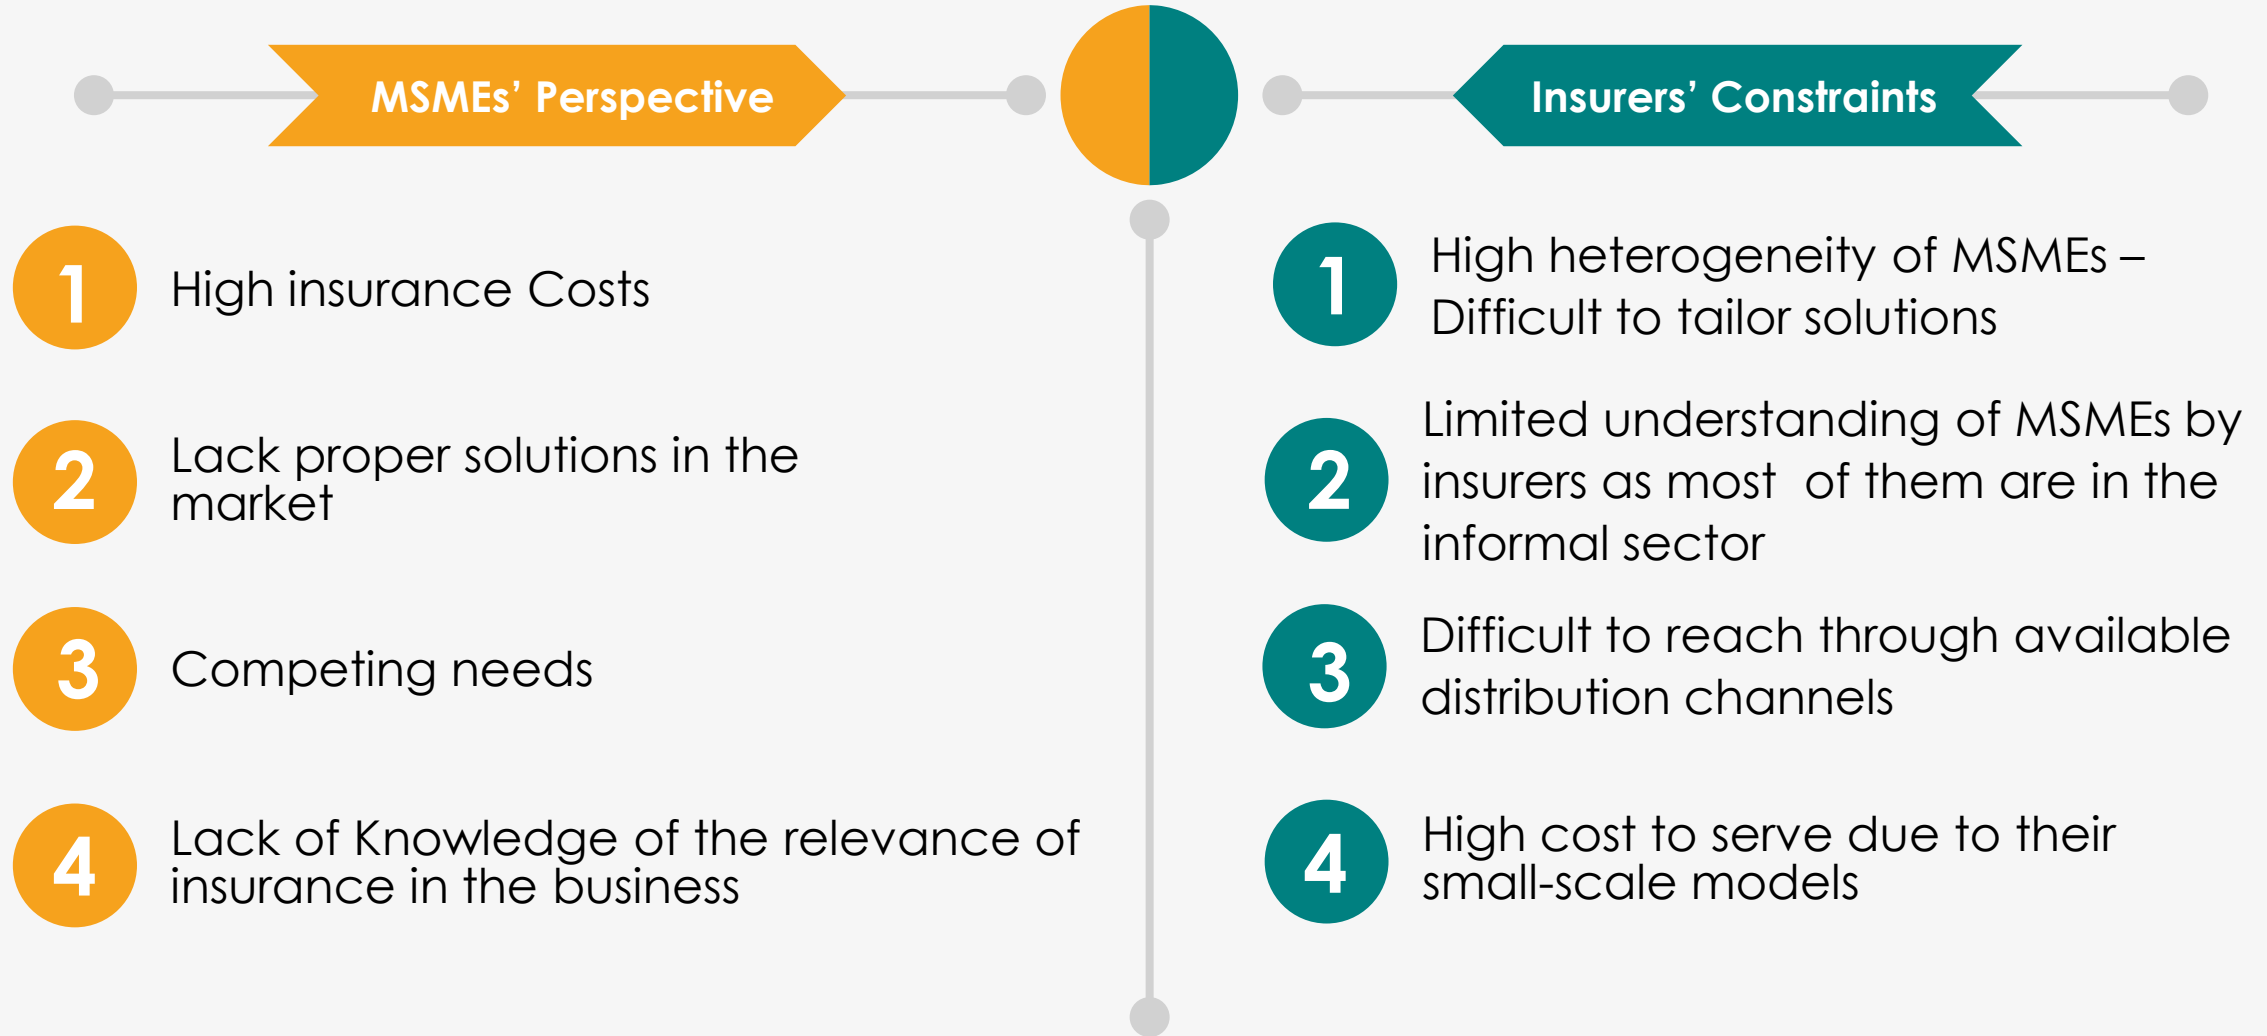 MSMEs’ Perspective
1
High insurance Costs
2
Lack proper solutions in the
market
3
Competing needs
4
Lack of Knowledge of the relevance of
insurance in the business
Insurers’ Constraints
1
High heterogeneity of MSMEs –
Difficult to tailor solutions
2
Limited understanding of MSMEs by
insurers as most  of them are in the
informal sector
3
Difficult to reach through available
distribution channels
4
High cost to serve due to their
small-scale models